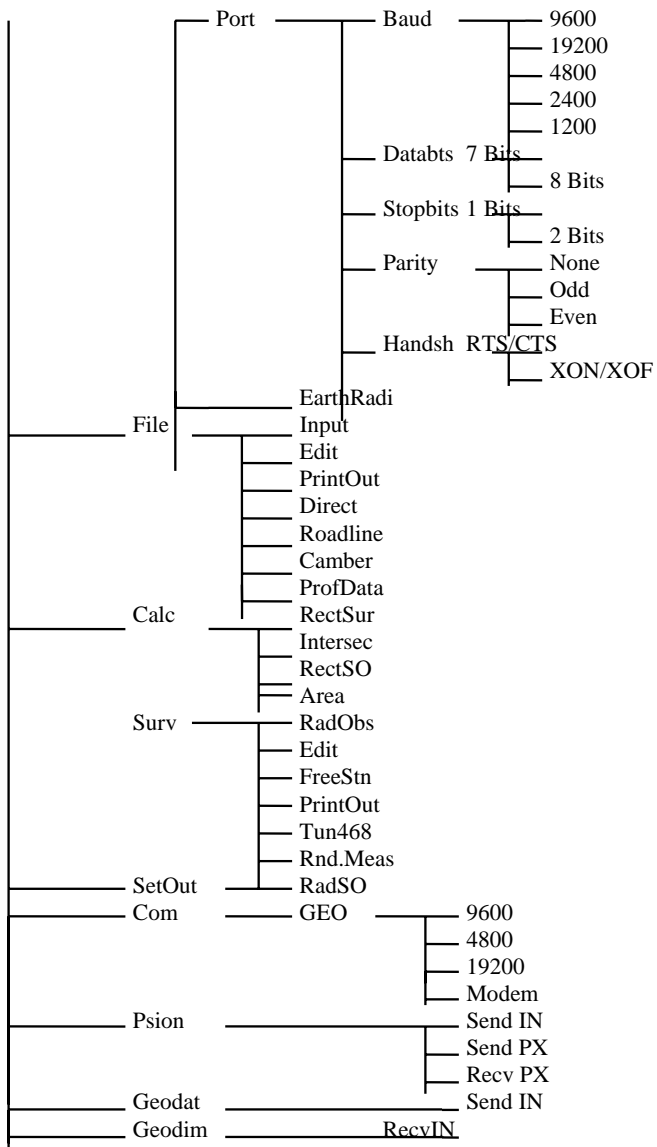 Port Baud 9600
19200
4800
2400
1200
Databts 7 Bits
8 Bits
Stopbits 1 Bits
2 Bits
Parity None
Odd
Even
Handsh RTS/CTS
XON/XOF
EarthRadi
File Input
Edit
PrintOut
Direct
Roadline
Camber
ProfData
Calc RectSur
Intersec
RectSO
Area
Surv RadObs
Edit
FreeStn
PrintOut
Tun468
Rnd.Meas
SetOut RadSO
Com GEO 9600
4800
19200
Modem
Psion Send IN
Send PX
Recv PX
Geodat Send IN
Geodim RecvIN